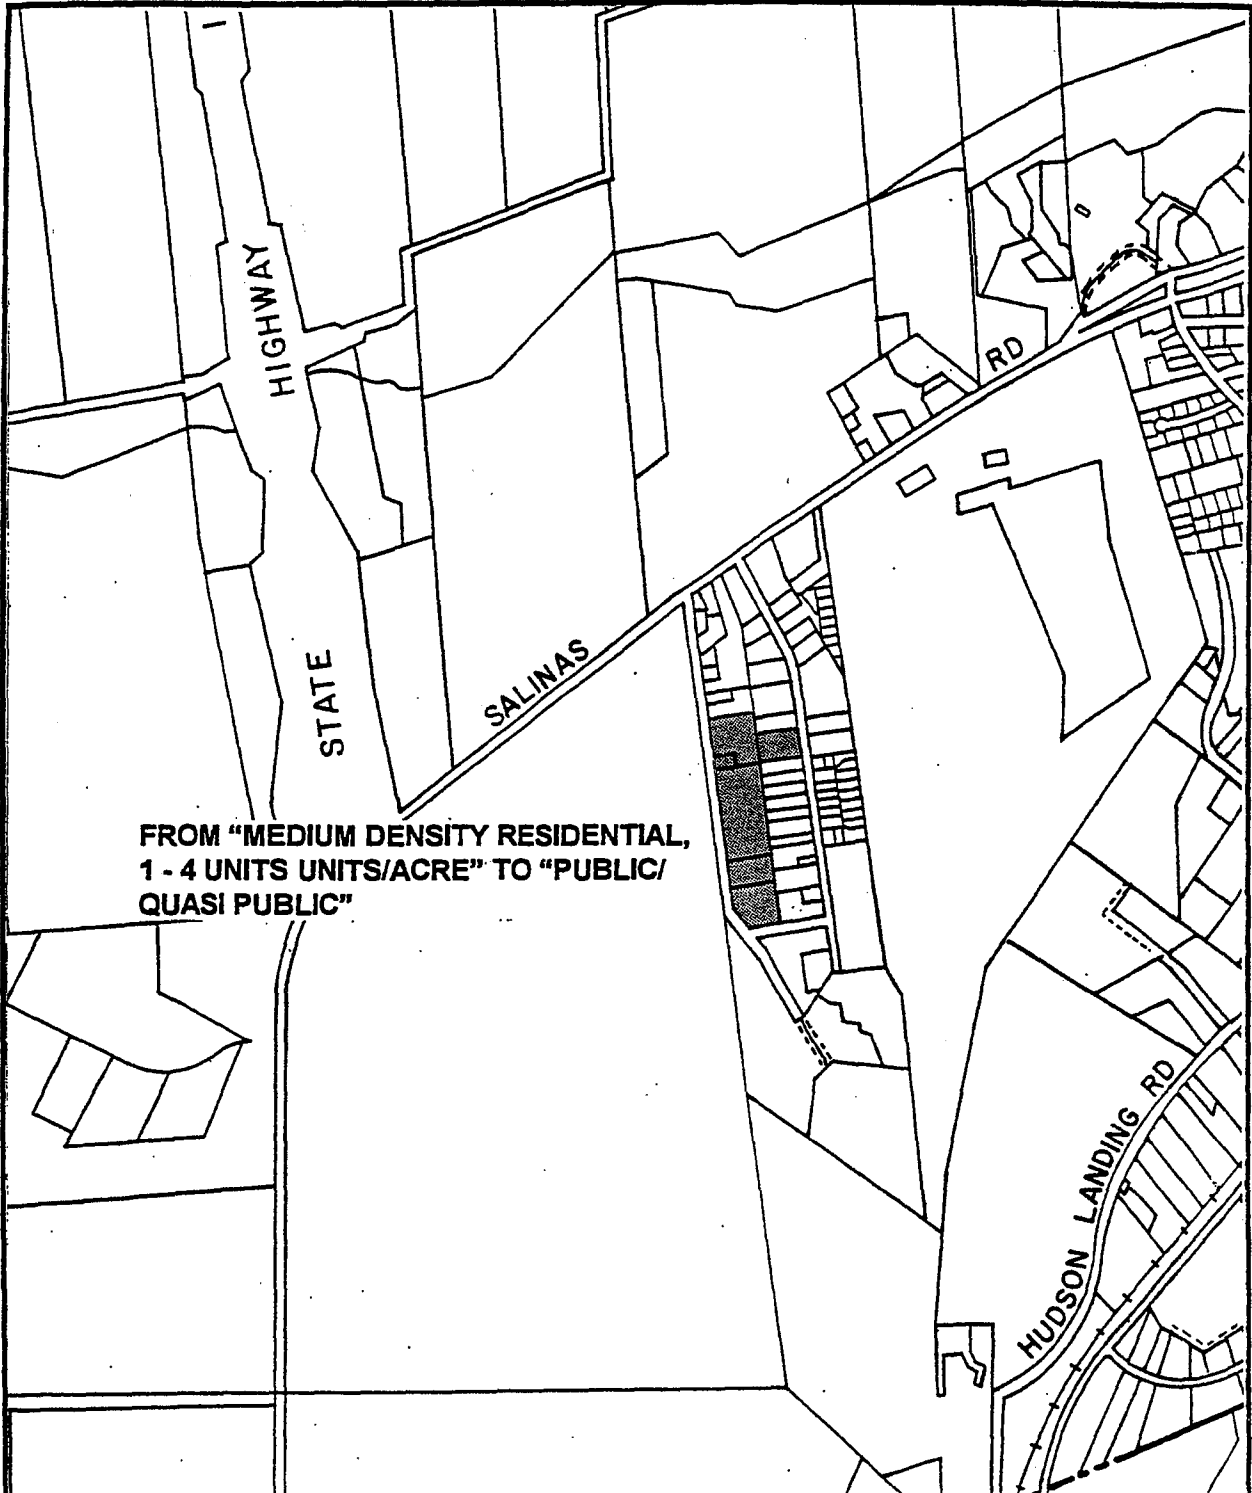 STATE HIGHWAY 1
SALINAS RD
FROM “MEDIUM DENSITY RESIDENTIAL,
1 - 4 UNITS UNITS/ACRE” TO “PUBLIC/
QUASI PUBLIC”
HUDSON LANDING RD